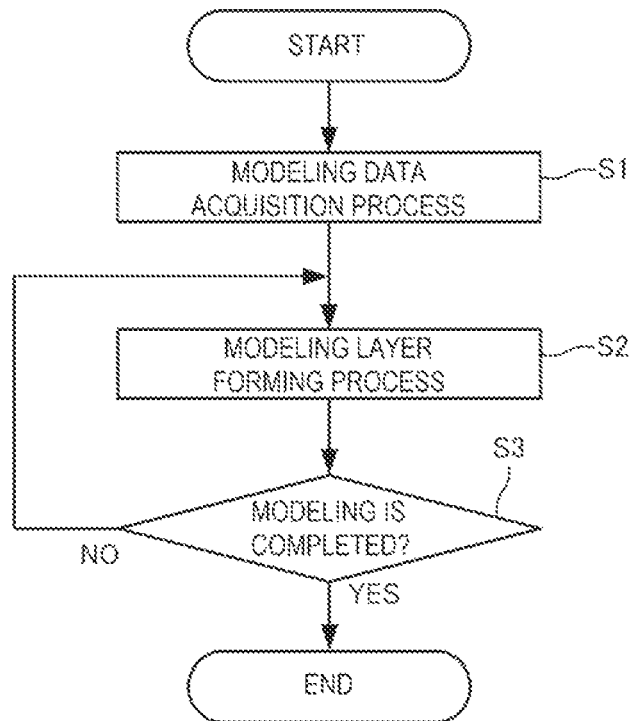 START
MODELING DATA
ACQUISITION PROCESS
S1
MODELING LAYER
FORMING PROCESS
S2
S3
MODELING IS
COMPLETED?
NO
YES
END